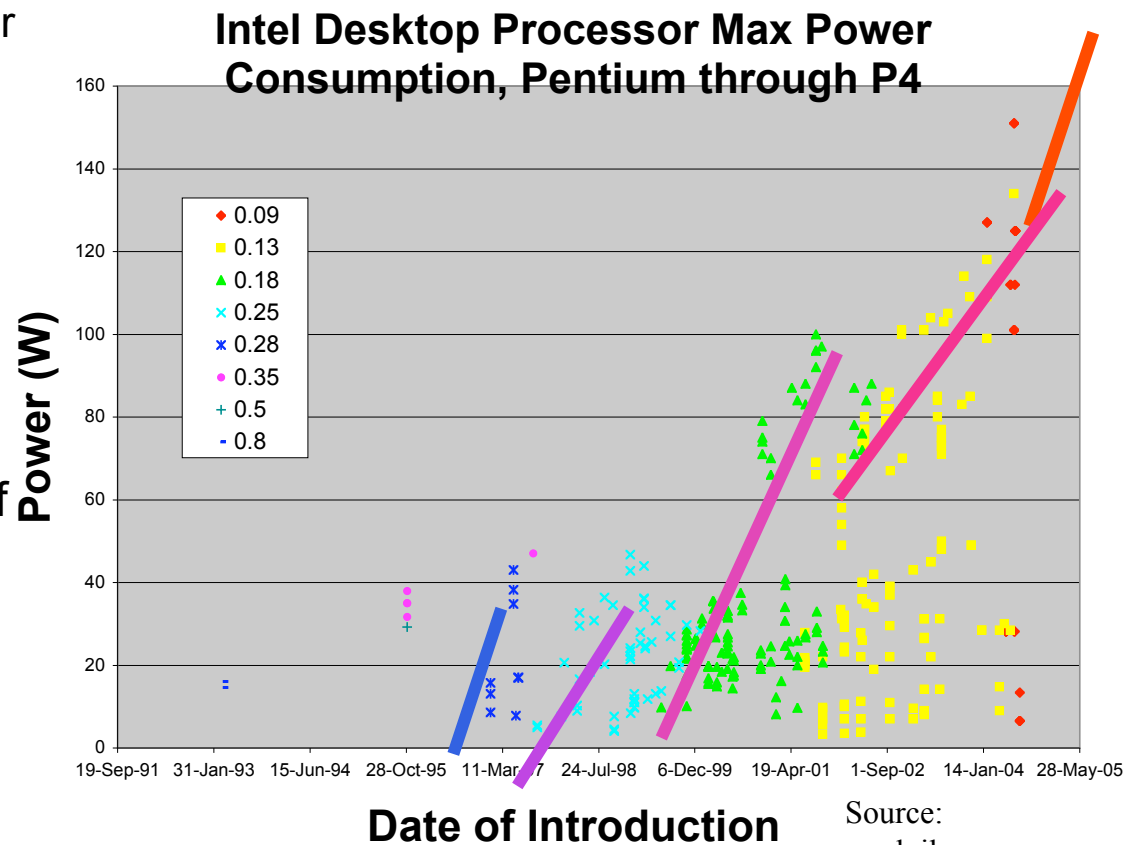 Intel Desktop Processor Max Power
Consumption, Pentium through P4
160
140
120
100
80
60
40
20
0
Power (W)
0.09
0.13
0.18
0.25
0.28
0.35
0.5
0.8
19-Sep-91 31-Jan-93 15-Jun-94 28-Oct-95 11-Mar-97 24-Jul-98 6-Dec-99 19-Apr-01 1-Sep-02 14-Jan-04 28-May-05
Date of Introduction
Source: